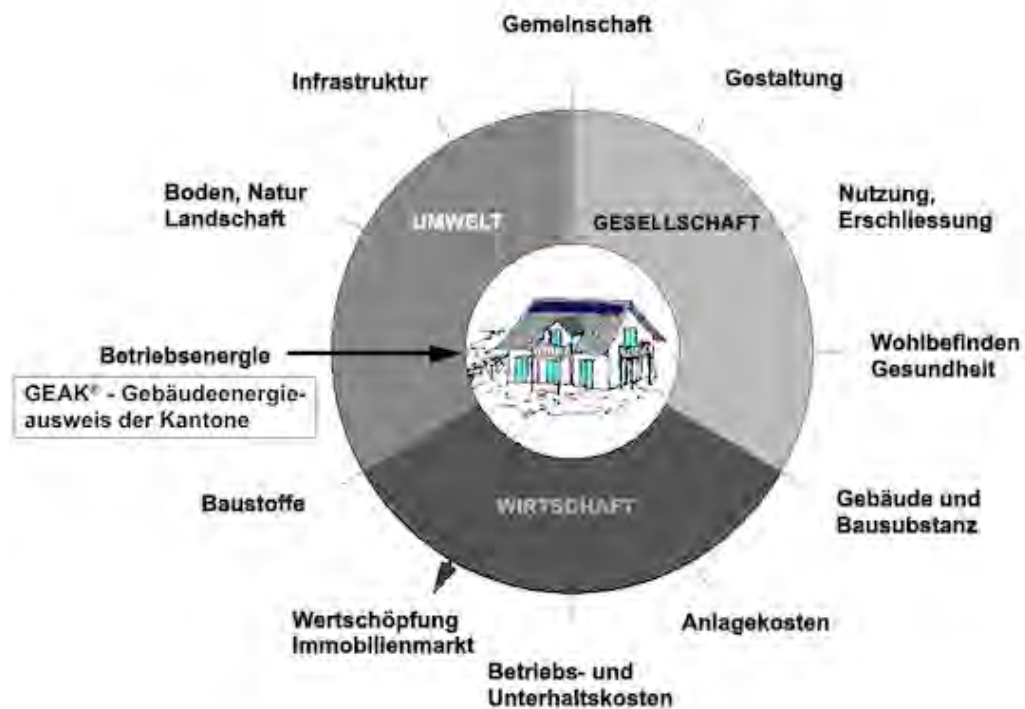 Gemeinschaft
Infrastruktur
Gestaltung
Boden, Natur
Landschaft
Nutzung,
Erschliessung
UMWELT
GESELLSCHAFT
Betriebsenergie
Wohlbefinden
Gesundheit
GEAK® - Gebäudeenergie-
ausweis der Kantone
Baustoffe
WIRTSCHAFT
Gebäude und
Bausubstanz
Wertschöpfung
Immobilienmarkt
Anlagekosten
Betriebs- und
Unterhaltskosten